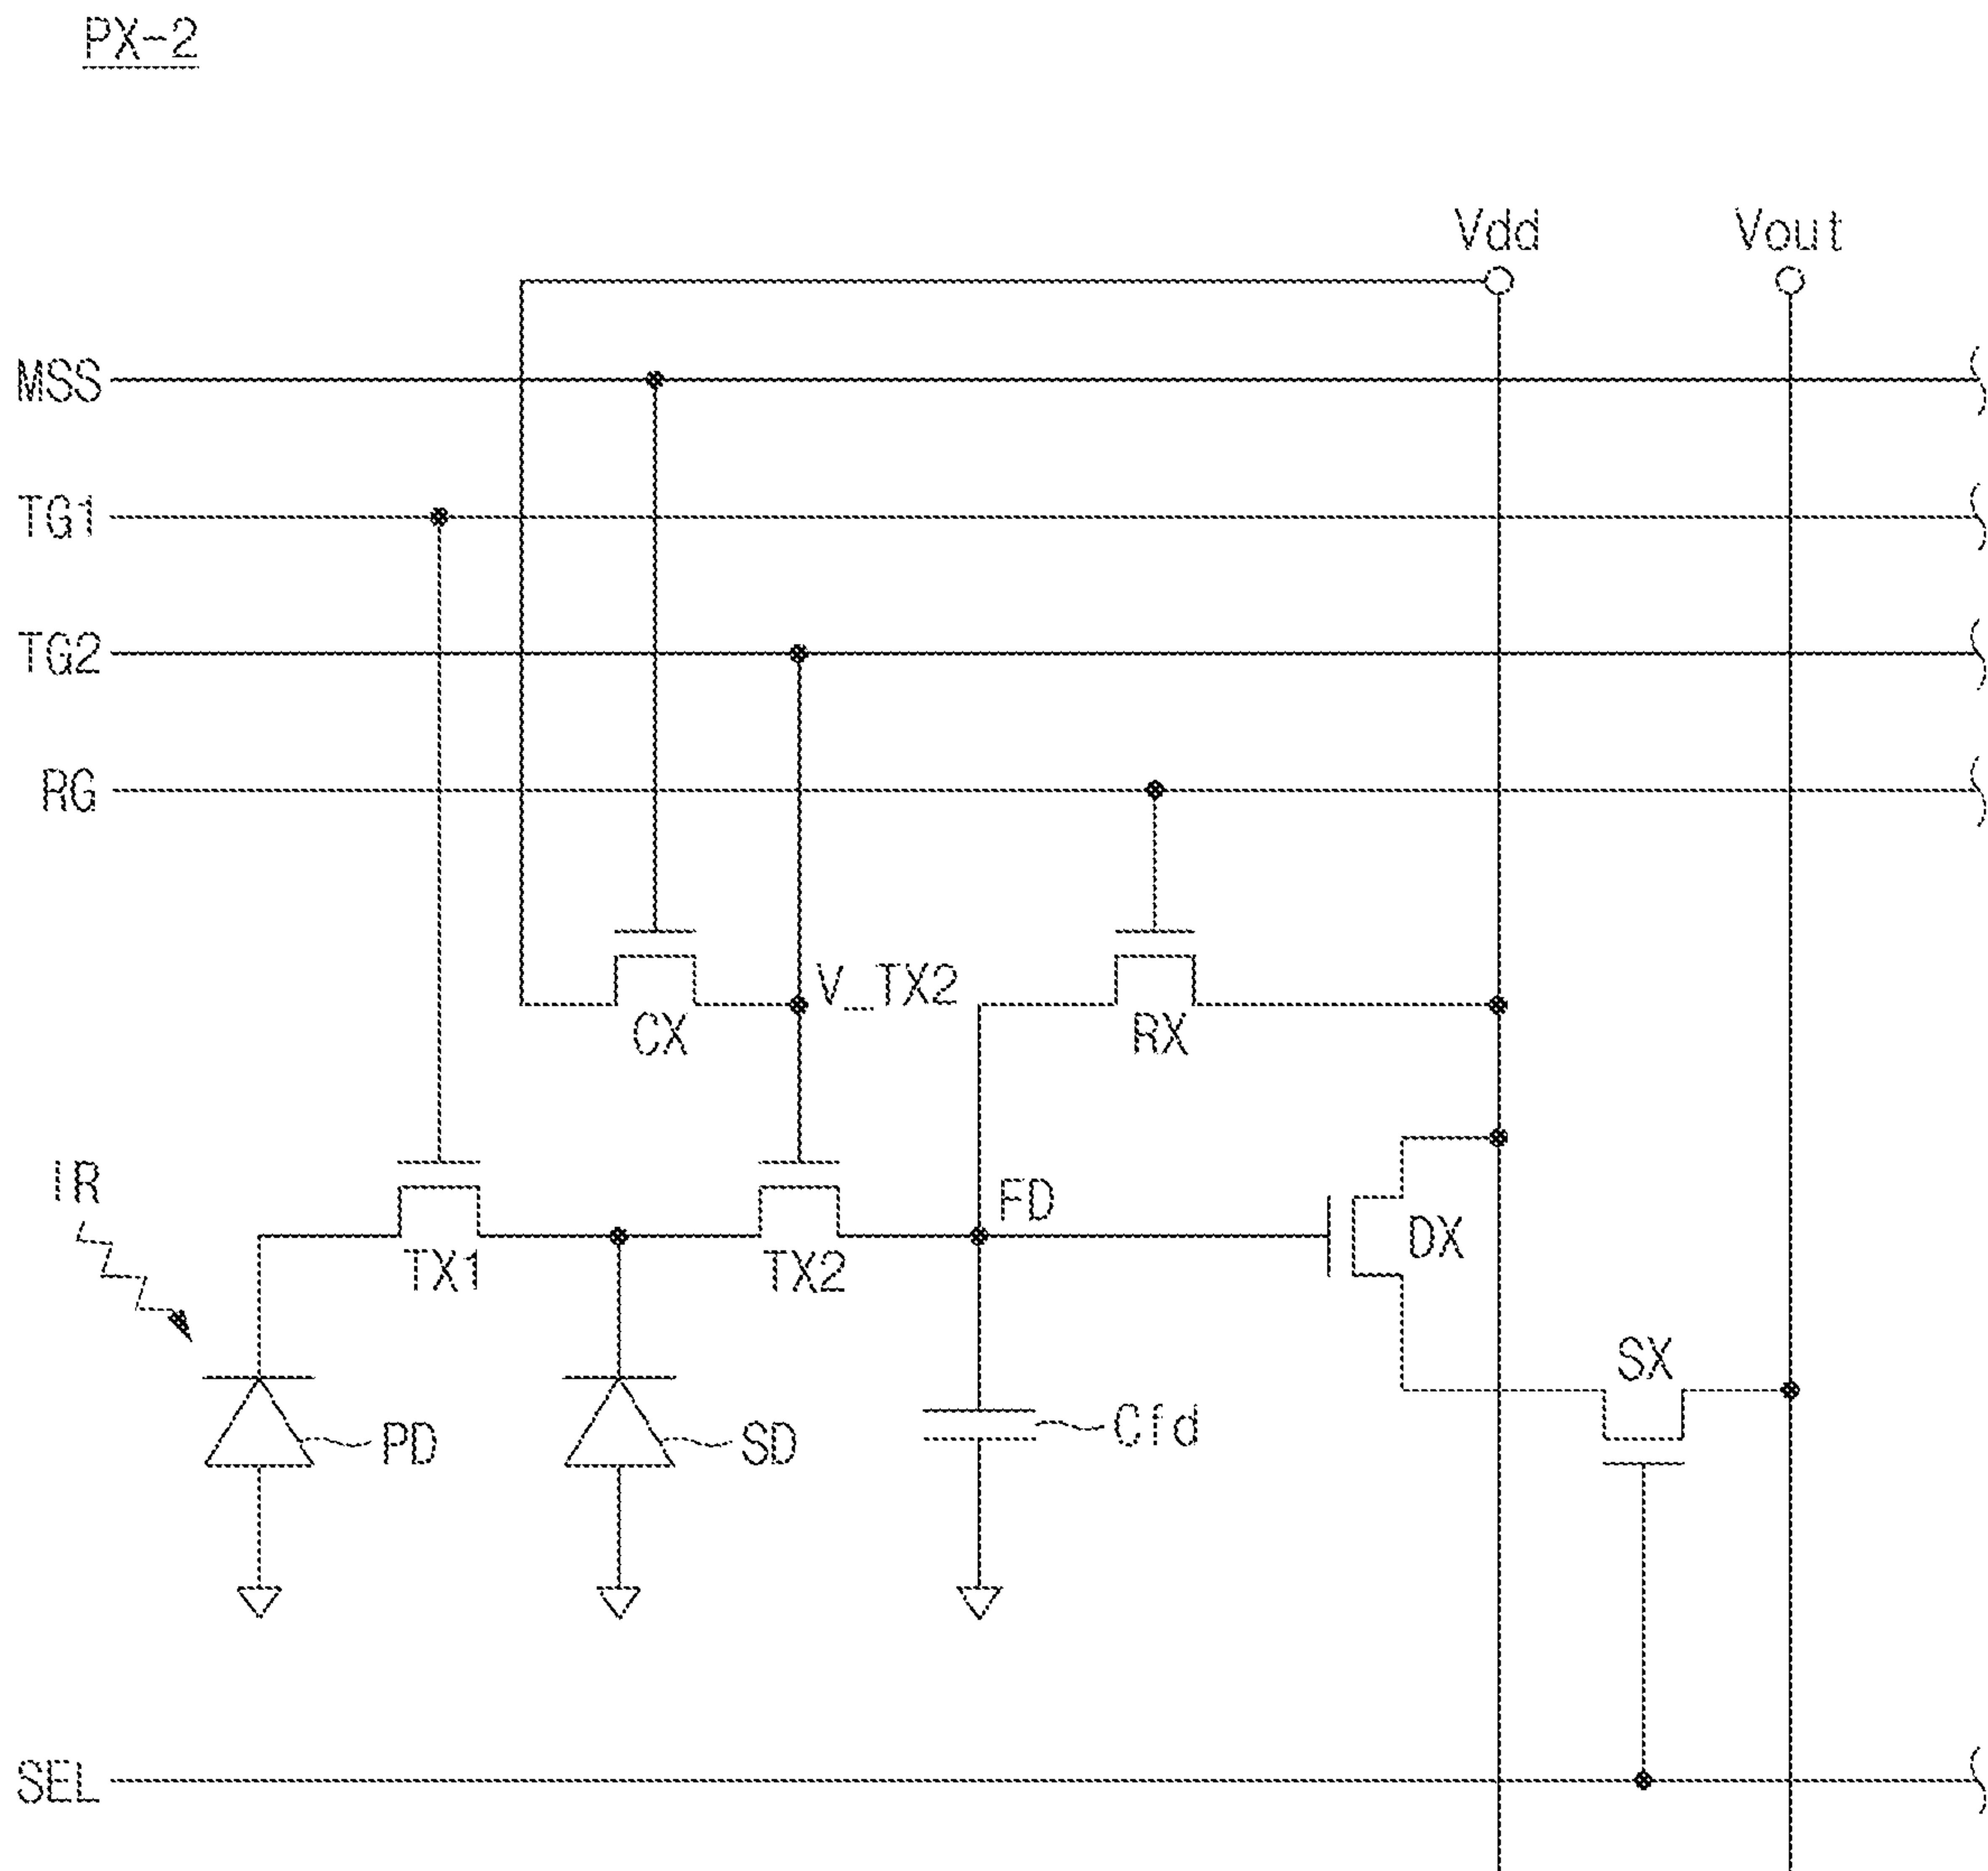 PX-2
Vdd
Vout
MSS
TG1
TG2
RG
V_TX2
CX
RX
IR
FD
DX
TX1
TX2
SX
PD
SD
Cfd
SEL